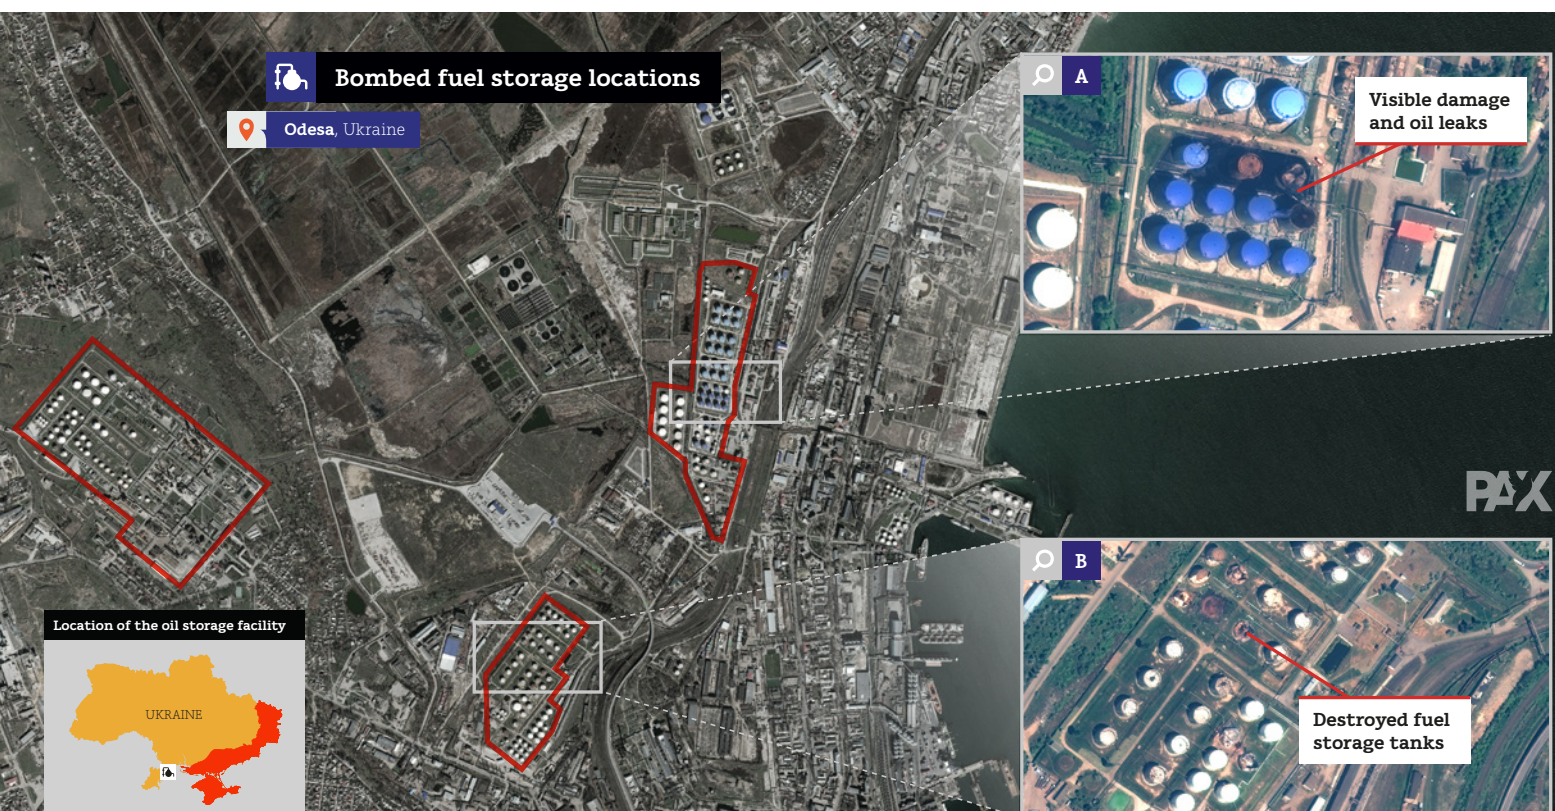 Bombed fuel storage locations
Odesa, Ukraine
A
Visible damage
and oil leaks
PAX
B
Destroyed fuel
storage tanks
Location of the oil storage facility
UKRAINE